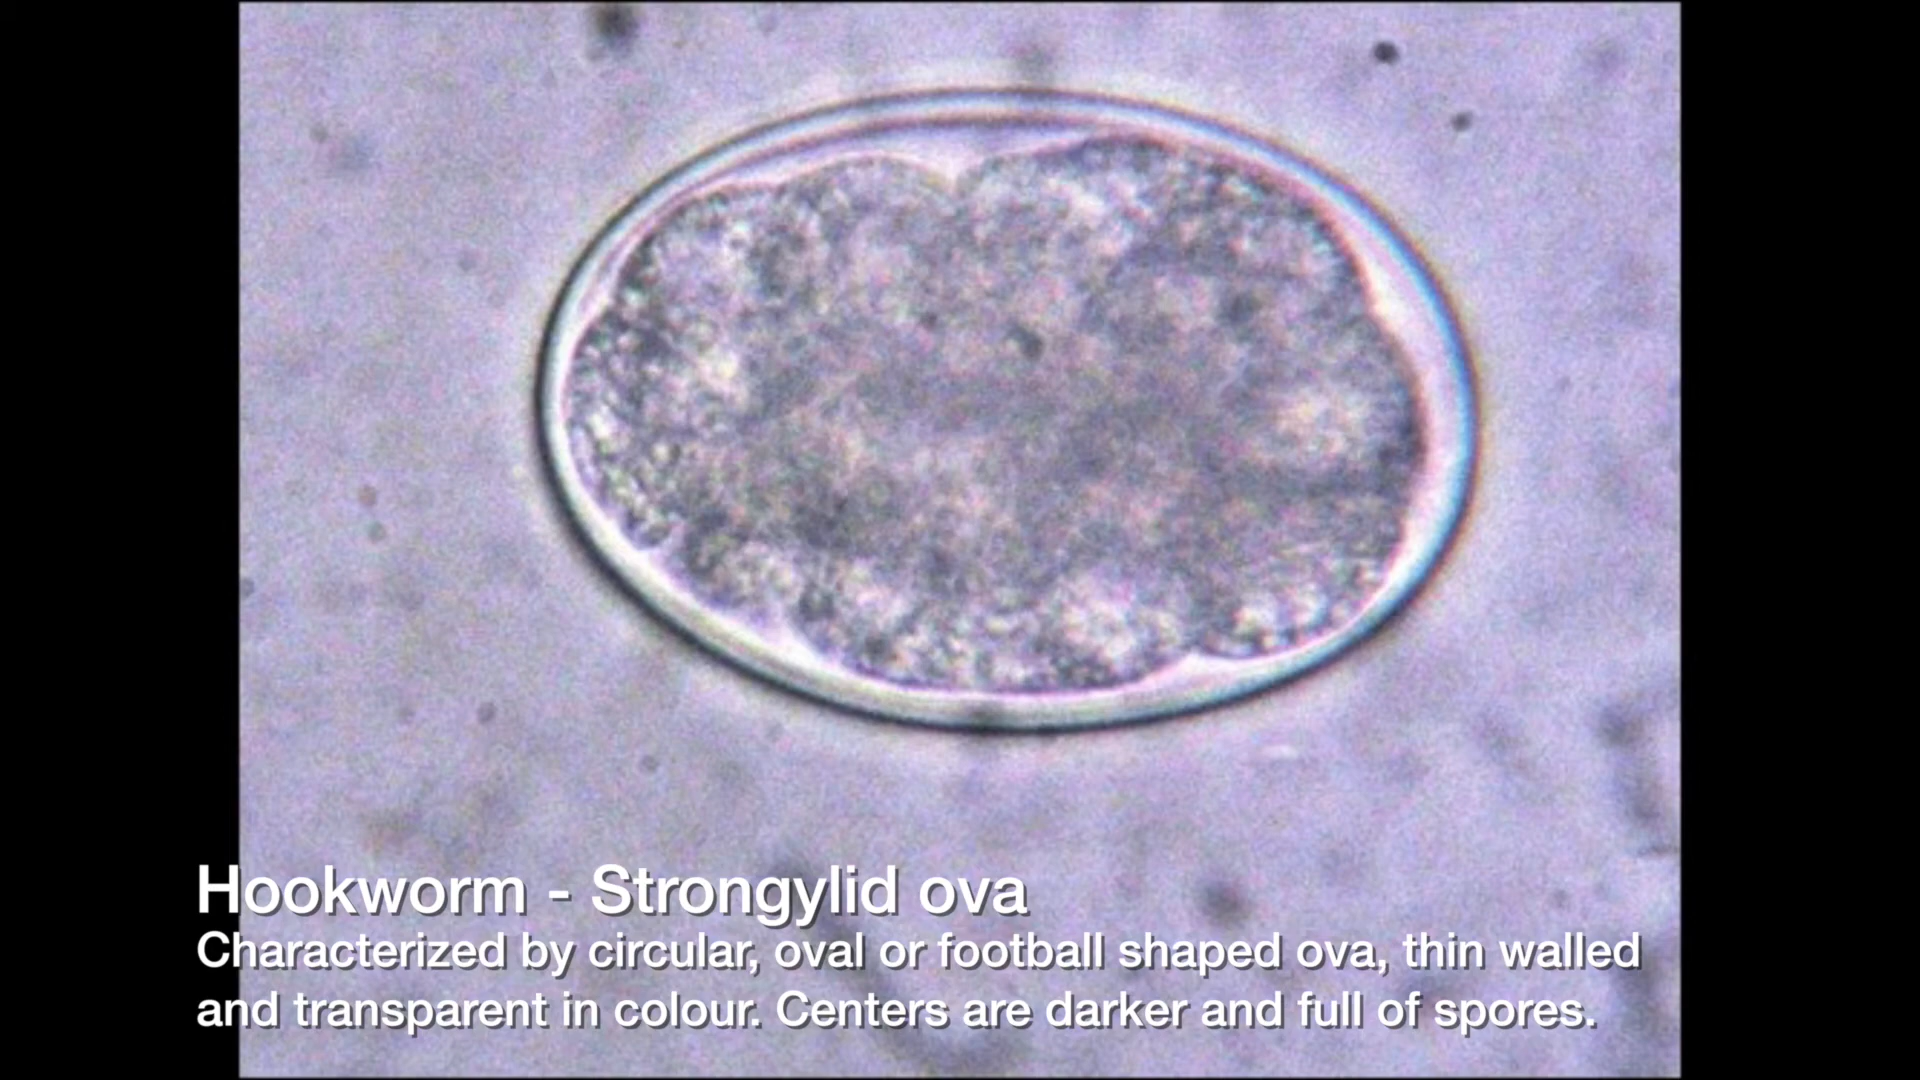 Hookworm - Strongylid ova
Characterized by circular, oval or football shaped ova, thin walled
and transparent in colour. Centers are darker and full of spores.